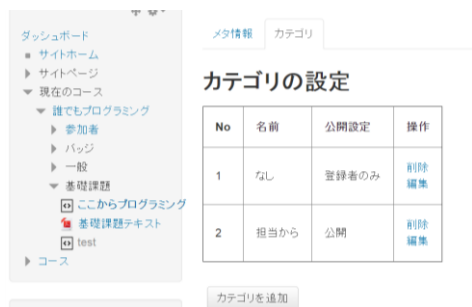 ダッシュボード
サイトホーム
サイトページ
現在のコース
誰でもプログラミング
参加者
バッジ
一般
基礎課題
ここからプログラミング
基礎課題テキスト
test
コース
メタ情報
カテゴリ
カテゴリの設定
No 名前 公開設定 操作
1 なし 登録者のみ 削除
編集
2 担当から 公開 削除
編集
カテゴリを追加